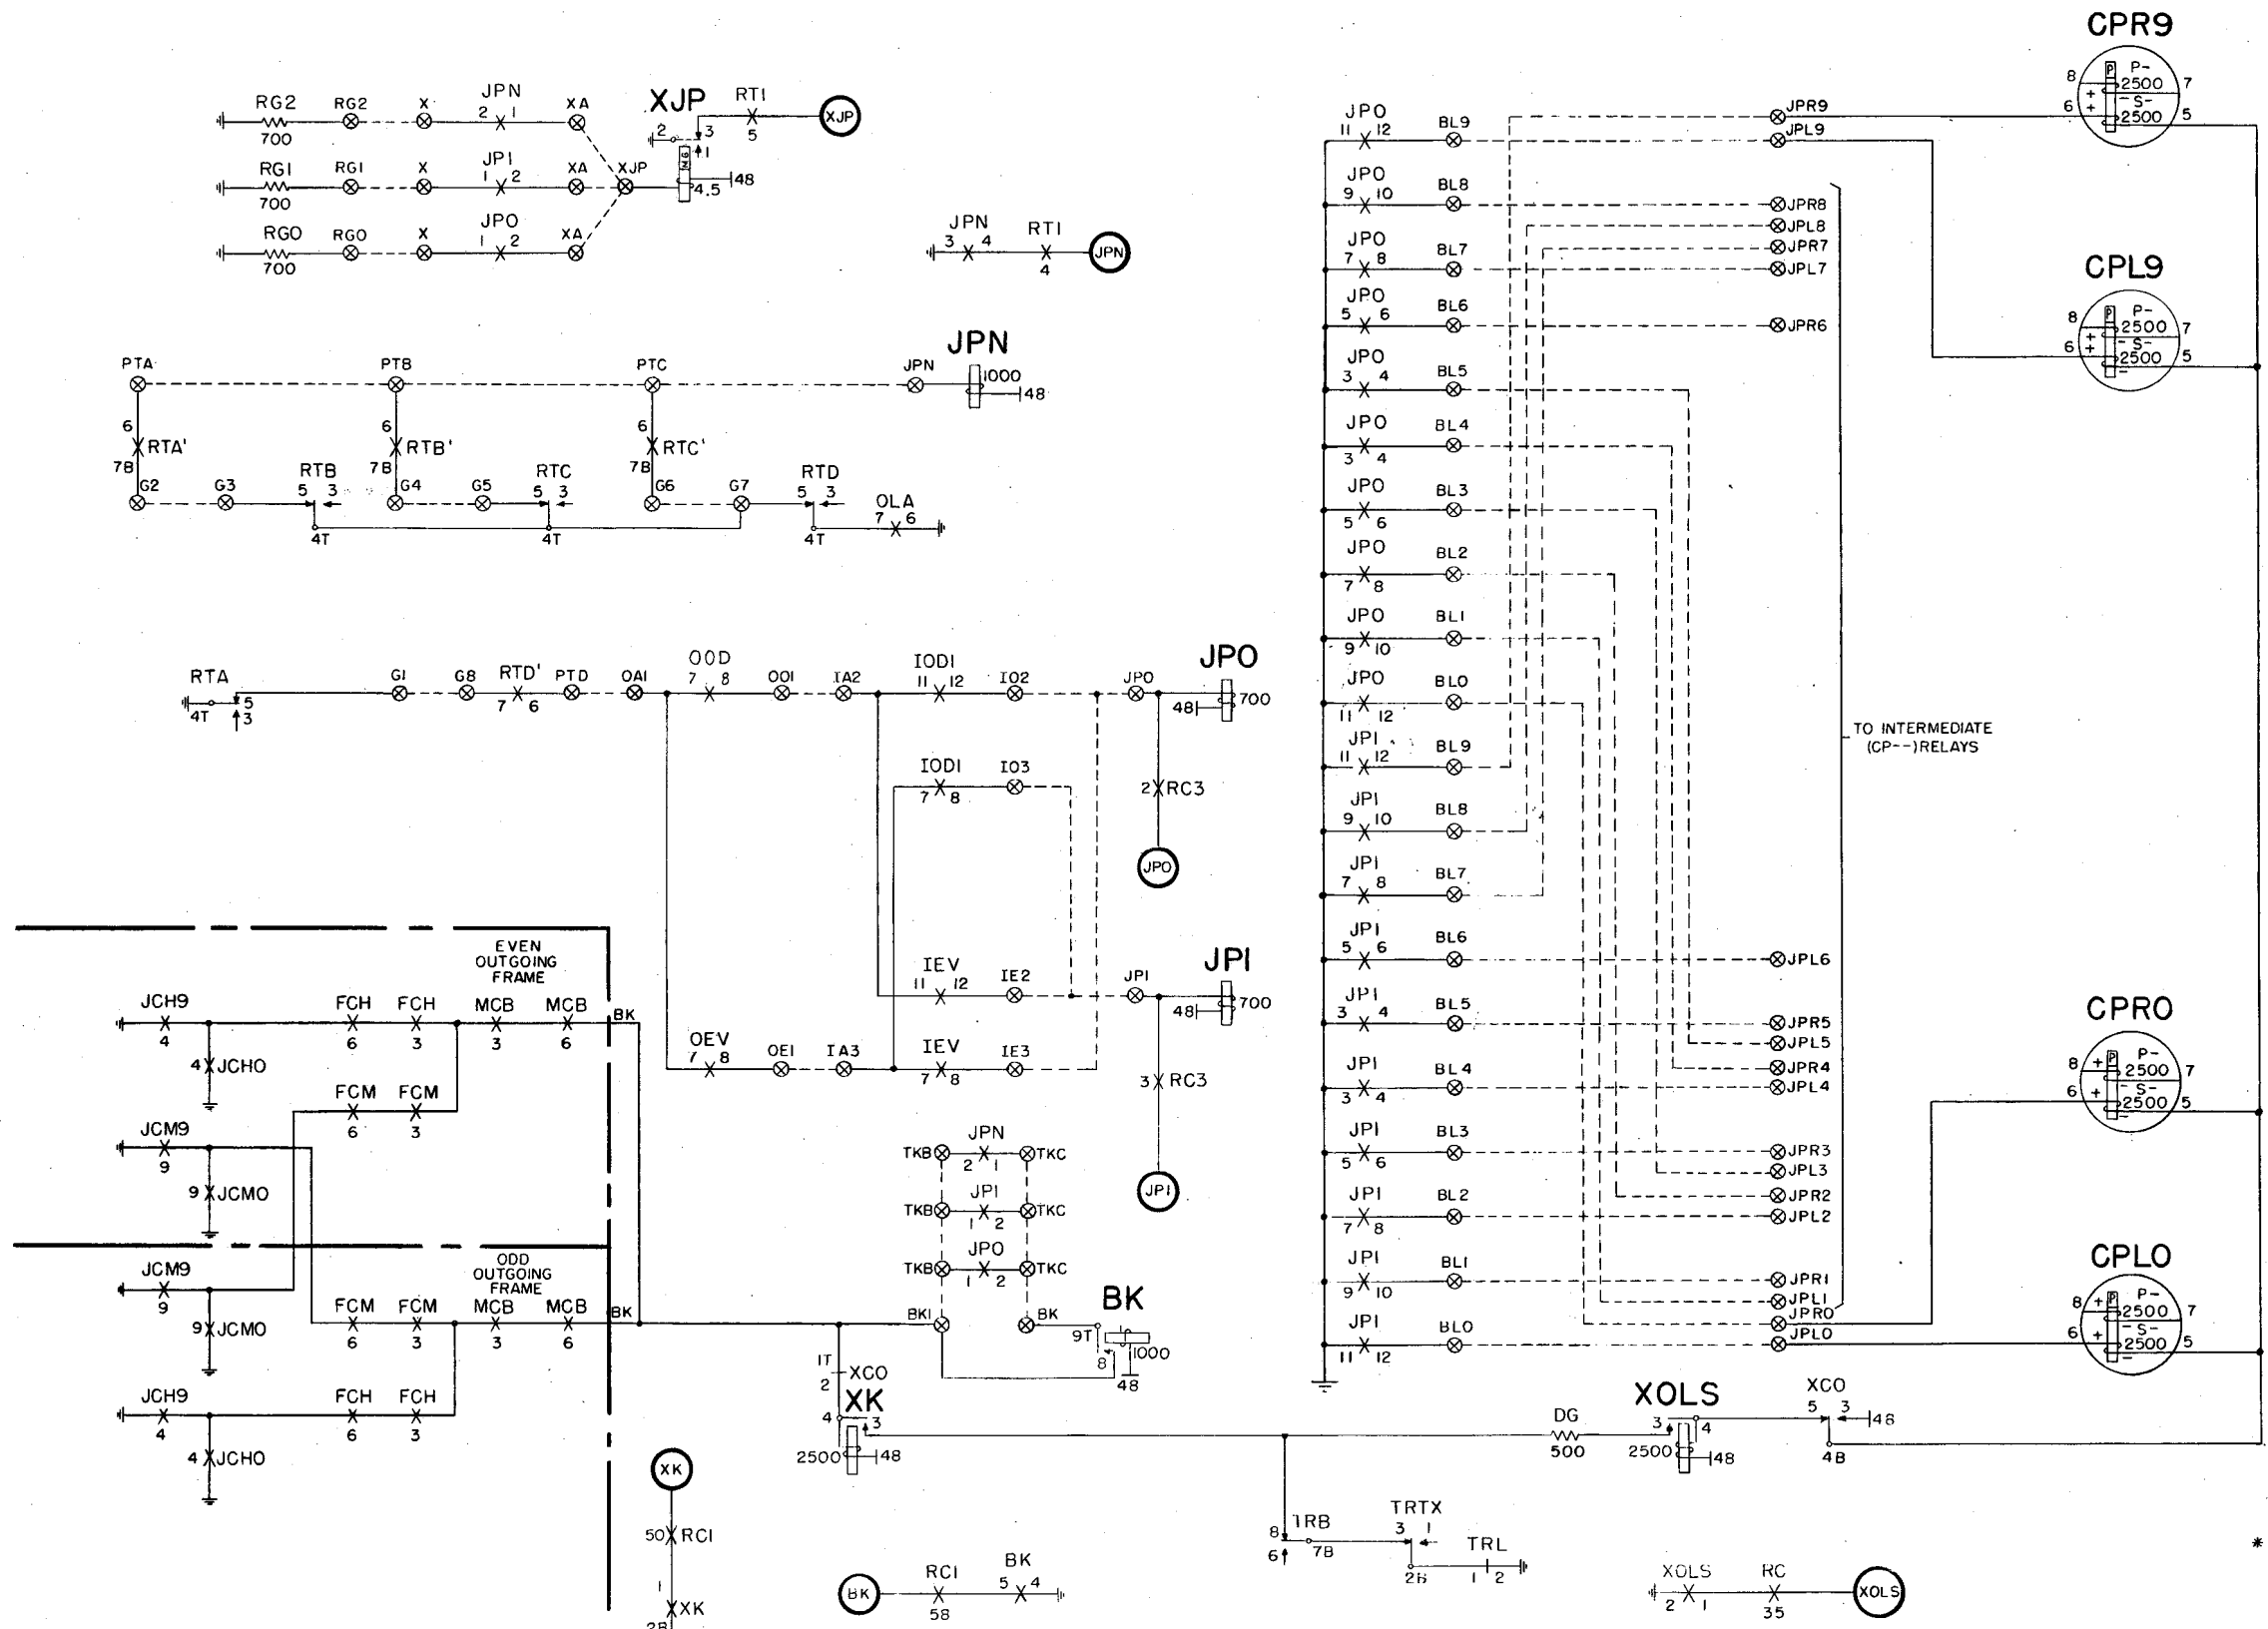 CPR9
8 P P- 2500 7
6 + + -S- 2500 5
RG2 RG2 X JPN XA XJP RT1 XJP
2 1
700
2 3 1 5
MG
48
4.5
RG1 RG1 X JP1 XA XJP
1 2
700
RG0 RG0 X JPO XA
1 2
700
JPN RT1 JPN
3 4
4
JPN
PTA PTB PTC JPN 1000
48
6 RTA' 7B
6 RTB' 7B
6 RTC' 7B
G2 G3 RTB 5 3 G4 G5 RTC 5 3 G6 G7 RTD 5 3 OLA
7 6
4T 4T 4T
JPO
RTA G1 G8 RTD' PTD OA1 OOD OO1 IA2 IOD1 IO2 JPO
4T 5 3
7 6
7 8
11 12
48 700
IOD1 IO3
7 8
2 RC3
JPO
JP1
IEV IE2 JP1
11 12
48 700
OEV OE1 IA3 IEV IE3
7 8
7 8
3 RC3
JP1
EVEN
OUTGOING
FRAME
JCH9 FCH FCH MCB MCB BK
4 6 3 3 6
4 JCHO
FCM FCM
6 3
JCM9
9
9 JCMO
ODD
OUTGOING
FRAME
JCM9 FCM FCM MCB MCB BK
9 6 3 3 6
9 JCMO
JCH9 FCH FCH
4 6 3
4 JCHO
JPN
TKB 2 1 TKC
JP1
TKB 1 2 TKC
JPO
TKB 1 2 TKC
BK
BK1 BK
9T 8 1000
48
1T
XCO
2
XK
4 3
2500 48
XK
50 RC1
1
XK
2B
BK RC1 BK
58
5 4
JPO BL9
11 12
JPR9
JPL9
JPO BL8
9 10
JPR8
JPL8
JPR7
JPO BL7
7 8
JPL7
JPO BL6
5 6
JPR6
JPO BL5
3 4
JPO BL4
3 4
JPO BL3
5 6
JPO BL2
7 8
JPO BL1
9 10
JPO BL0
11 12
JP1 BL9
11 12
JP1 BL8
9 10
JP1 BL7
7 8
JP1 BL6
5 6
JPL6
JP1 BL5
3 4
JPR5
JPL5
JPR4
JP1 BL4
3 4
JPL4
JP1 BL3
5 6
JPR3
JPL3
JPR2
JP1 BL2
7 8
JPL2
JP1 BL1
9 10
JPR1
JPL1
JPRO
JP1 BL0
11 12
JPLO
TO INTERMEDIATE
(CP--)RELAYS
CPL9
8 P P- 2500 7
6 + + -S- 2500 5
CPRO
8 + P P- 2500 7
6 + -S- 2500 5
CPLO
8 + P P- 2500 7
6 + -S- 2500 5
DG
500
XOLS
3 4
2500 48
XCO
5 3 48
4B
8 TRB
6 7B
TRTX
3 1
2B
TRL
1 2
XOLS RC XOLS
2 1
35
*